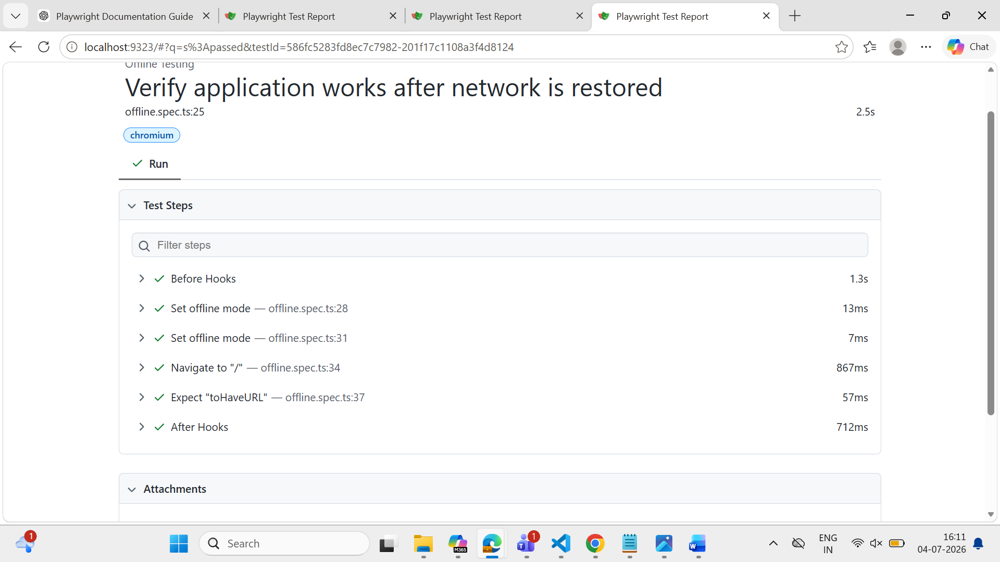 Playwright Documentation Guide
Playwright Test Report
Playwright Test Report
Playwright Test Report
localhost:9323/#?q=s%3Apassed&testId=586fc5283fd8ec7c7982-201f17c1108a3f4d8124
Chat
Offline Testing
Verify application works after network is restored
offline.spec.ts:25
2.5s
chromium
Run
Test Steps
Filter steps
Before Hooks
1.3s
Set offline mode — offline.spec.ts:28
13ms
Set offline mode — offline.spec.ts:31
7ms
Navigate to "/" — offline.spec.ts:34
867ms
Expect "toHaveURL" — offline.spec.ts:37
57ms
After Hooks
712ms
Attachments
1
Search
M365
T
1
W
ENG
IN
16:11
04-07-2026